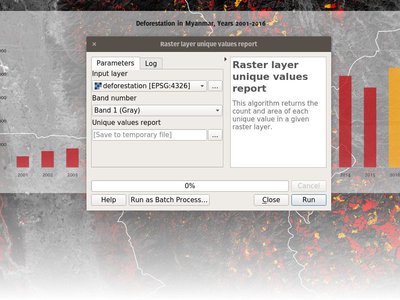 Deforestation in Myanmar, Years 2001-2016
Raster layer unique values report
Parameters
Log
Input layer
deforestation [EPSG:4326]
...
Band number
Band 1 (Gray)
Unique values report
[Save to temporary file]
...
Raster layer
unique values
report
This algorithm returns the
count and area of each
unique value in a given
raster layer.
0%
Cancel
Help
Run as Batch Process...
Close
Run
2001
2002
2003
2014
2015
2016